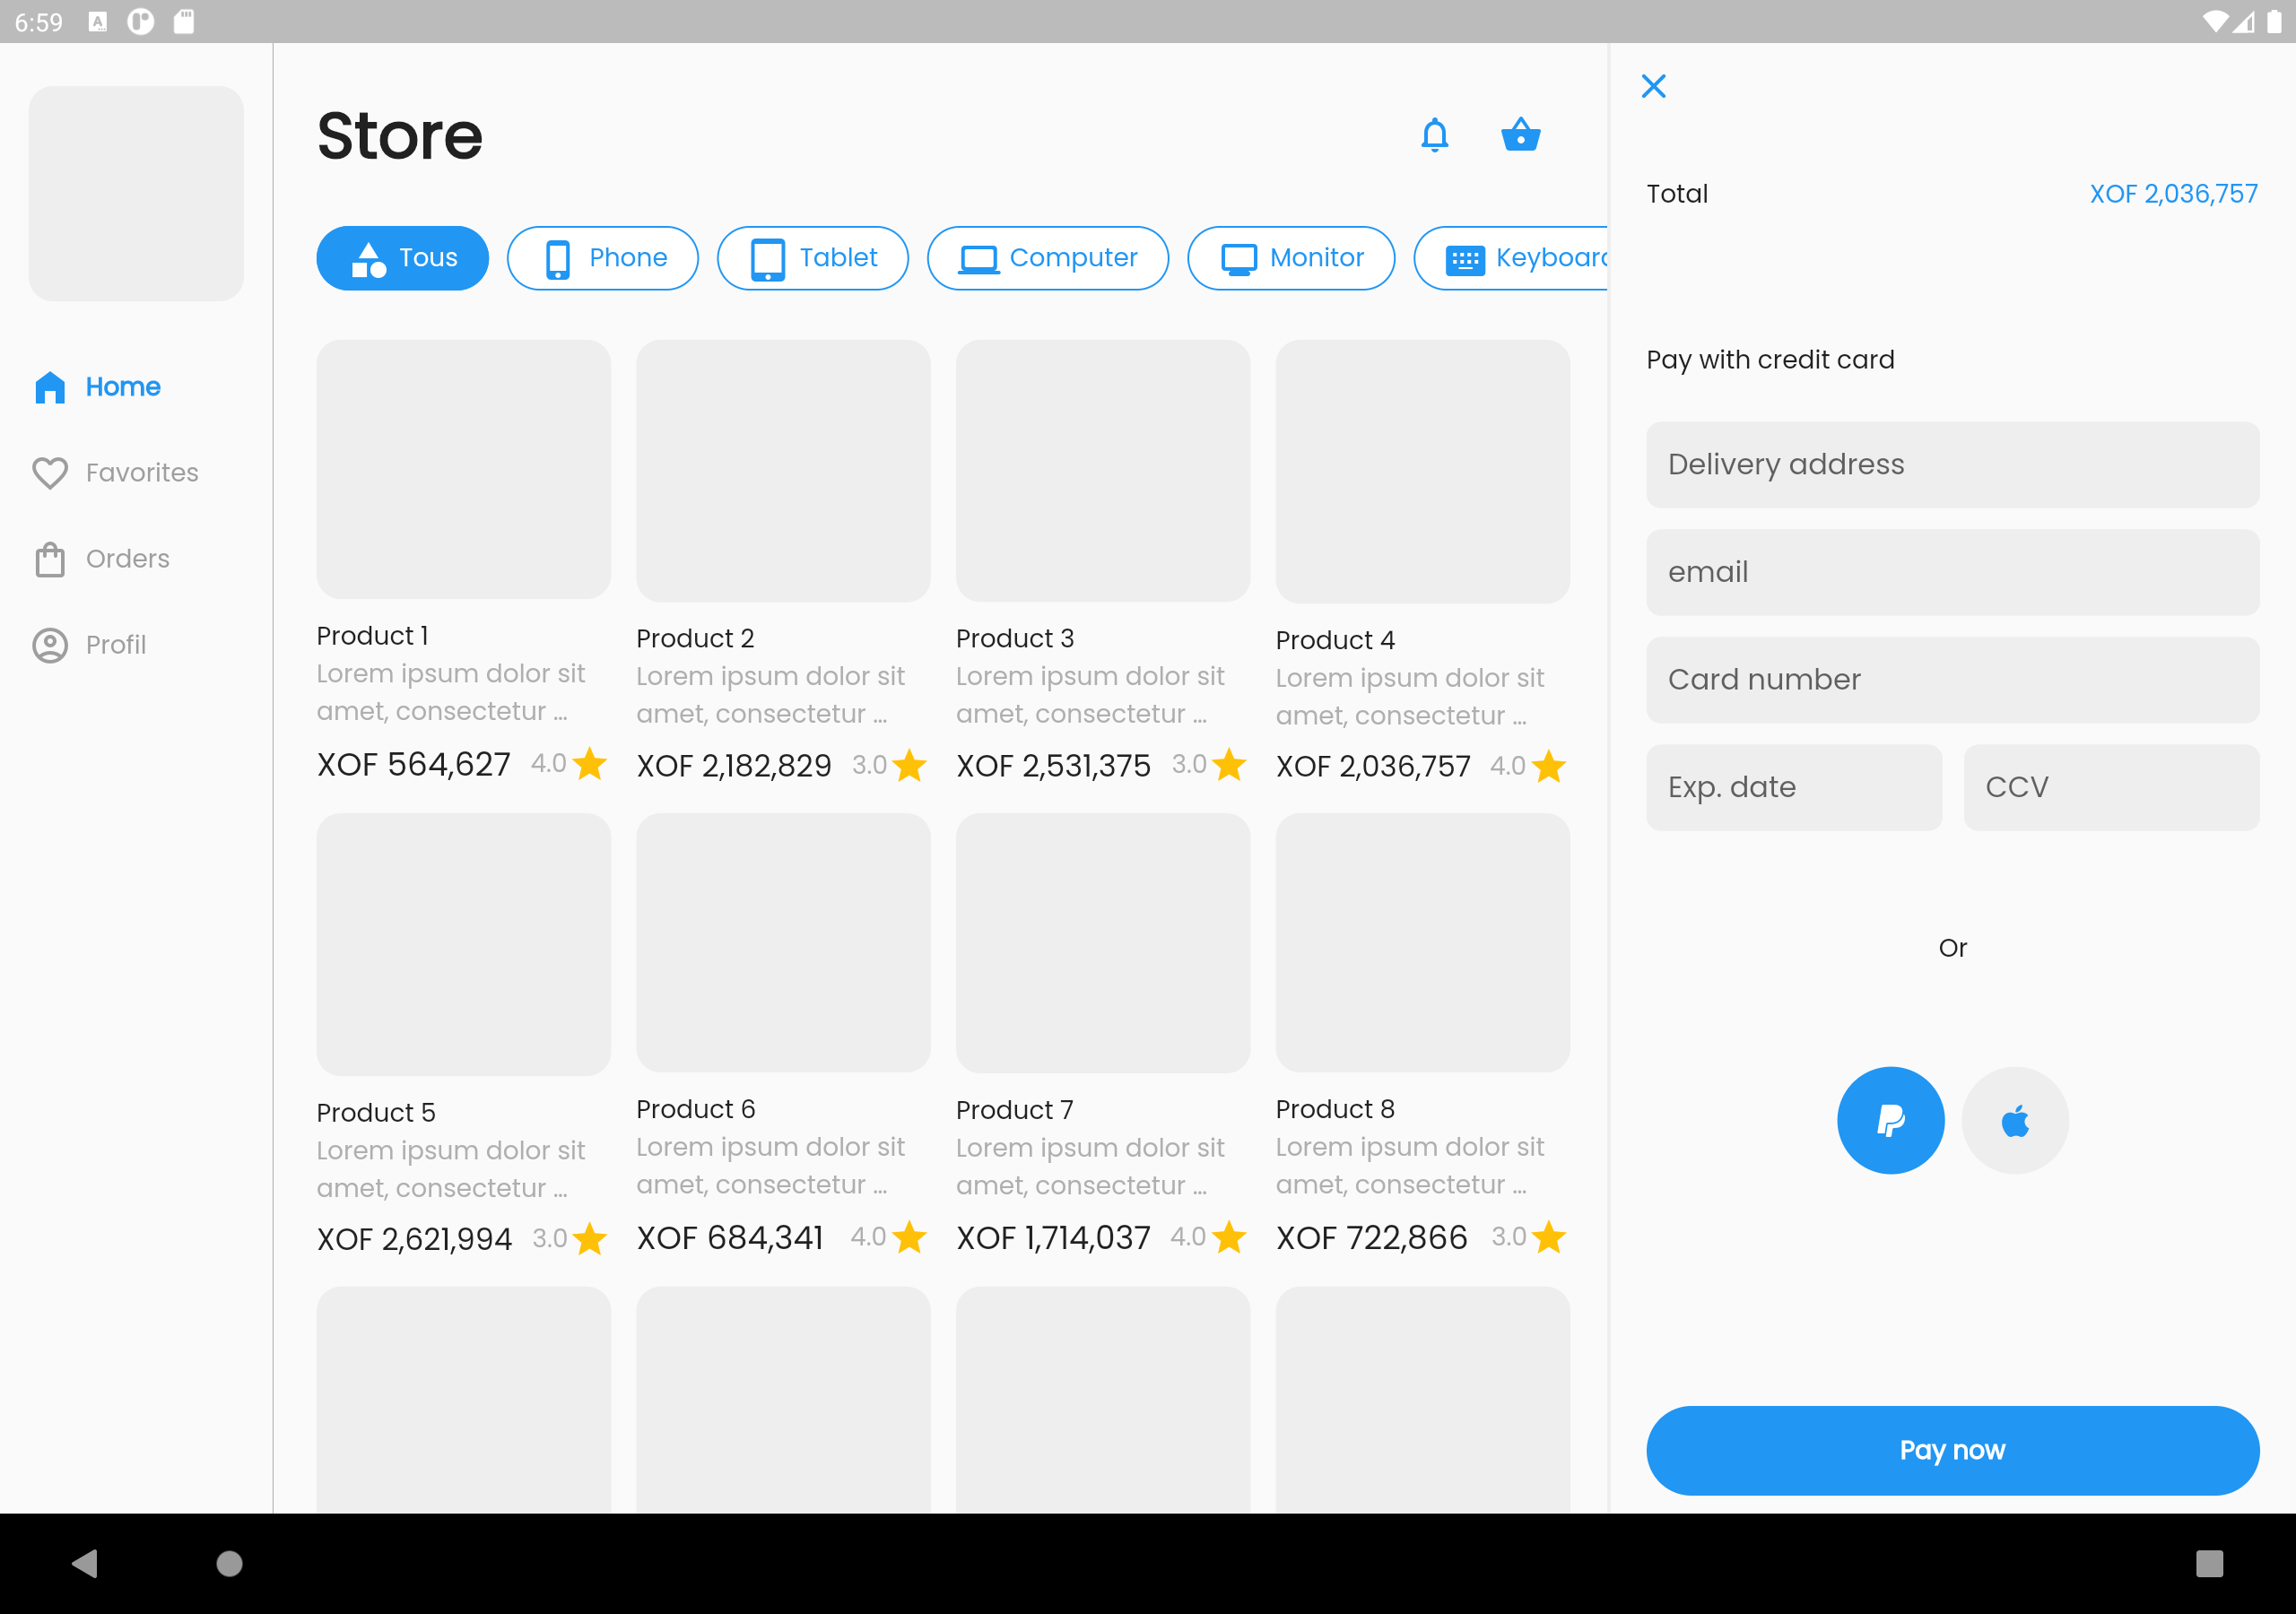 6:59
Home
Favorites
Orders
Profil
Store
Tous
Phone
Tablet
Computer
Monitor
Keyboard
Product 1
Lorem ipsum dolor sit
amet, consectetur ...
XOF 564,627 4.0
Product 2
Lorem ipsum dolor sit
amet, consectetur ...
XOF 2,182,829 3.0
Product 3
Lorem ipsum dolor sit
amet, consectetur ...
XOF 2,531,375 3.0
Product 4
Lorem ipsum dolor sit
amet, consectetur ...
XOF 2,036,757 4.0
Product 5
Lorem ipsum dolor sit
amet, consectetur ...
XOF 2,621,994 3.0
Product 6
Lorem ipsum dolor sit
amet, consectetur ...
XOF 684,341 4.0
Product 7
Lorem ipsum dolor sit
amet, consectetur ...
XOF 1,714,037 4.0
Product 8
Lorem ipsum dolor sit
amet, consectetur ...
XOF 722,866 3.0
Total XOF 2,036,757
Pay with credit card
Delivery address
email
Card number
Exp. date
CCV
Or
Pay now